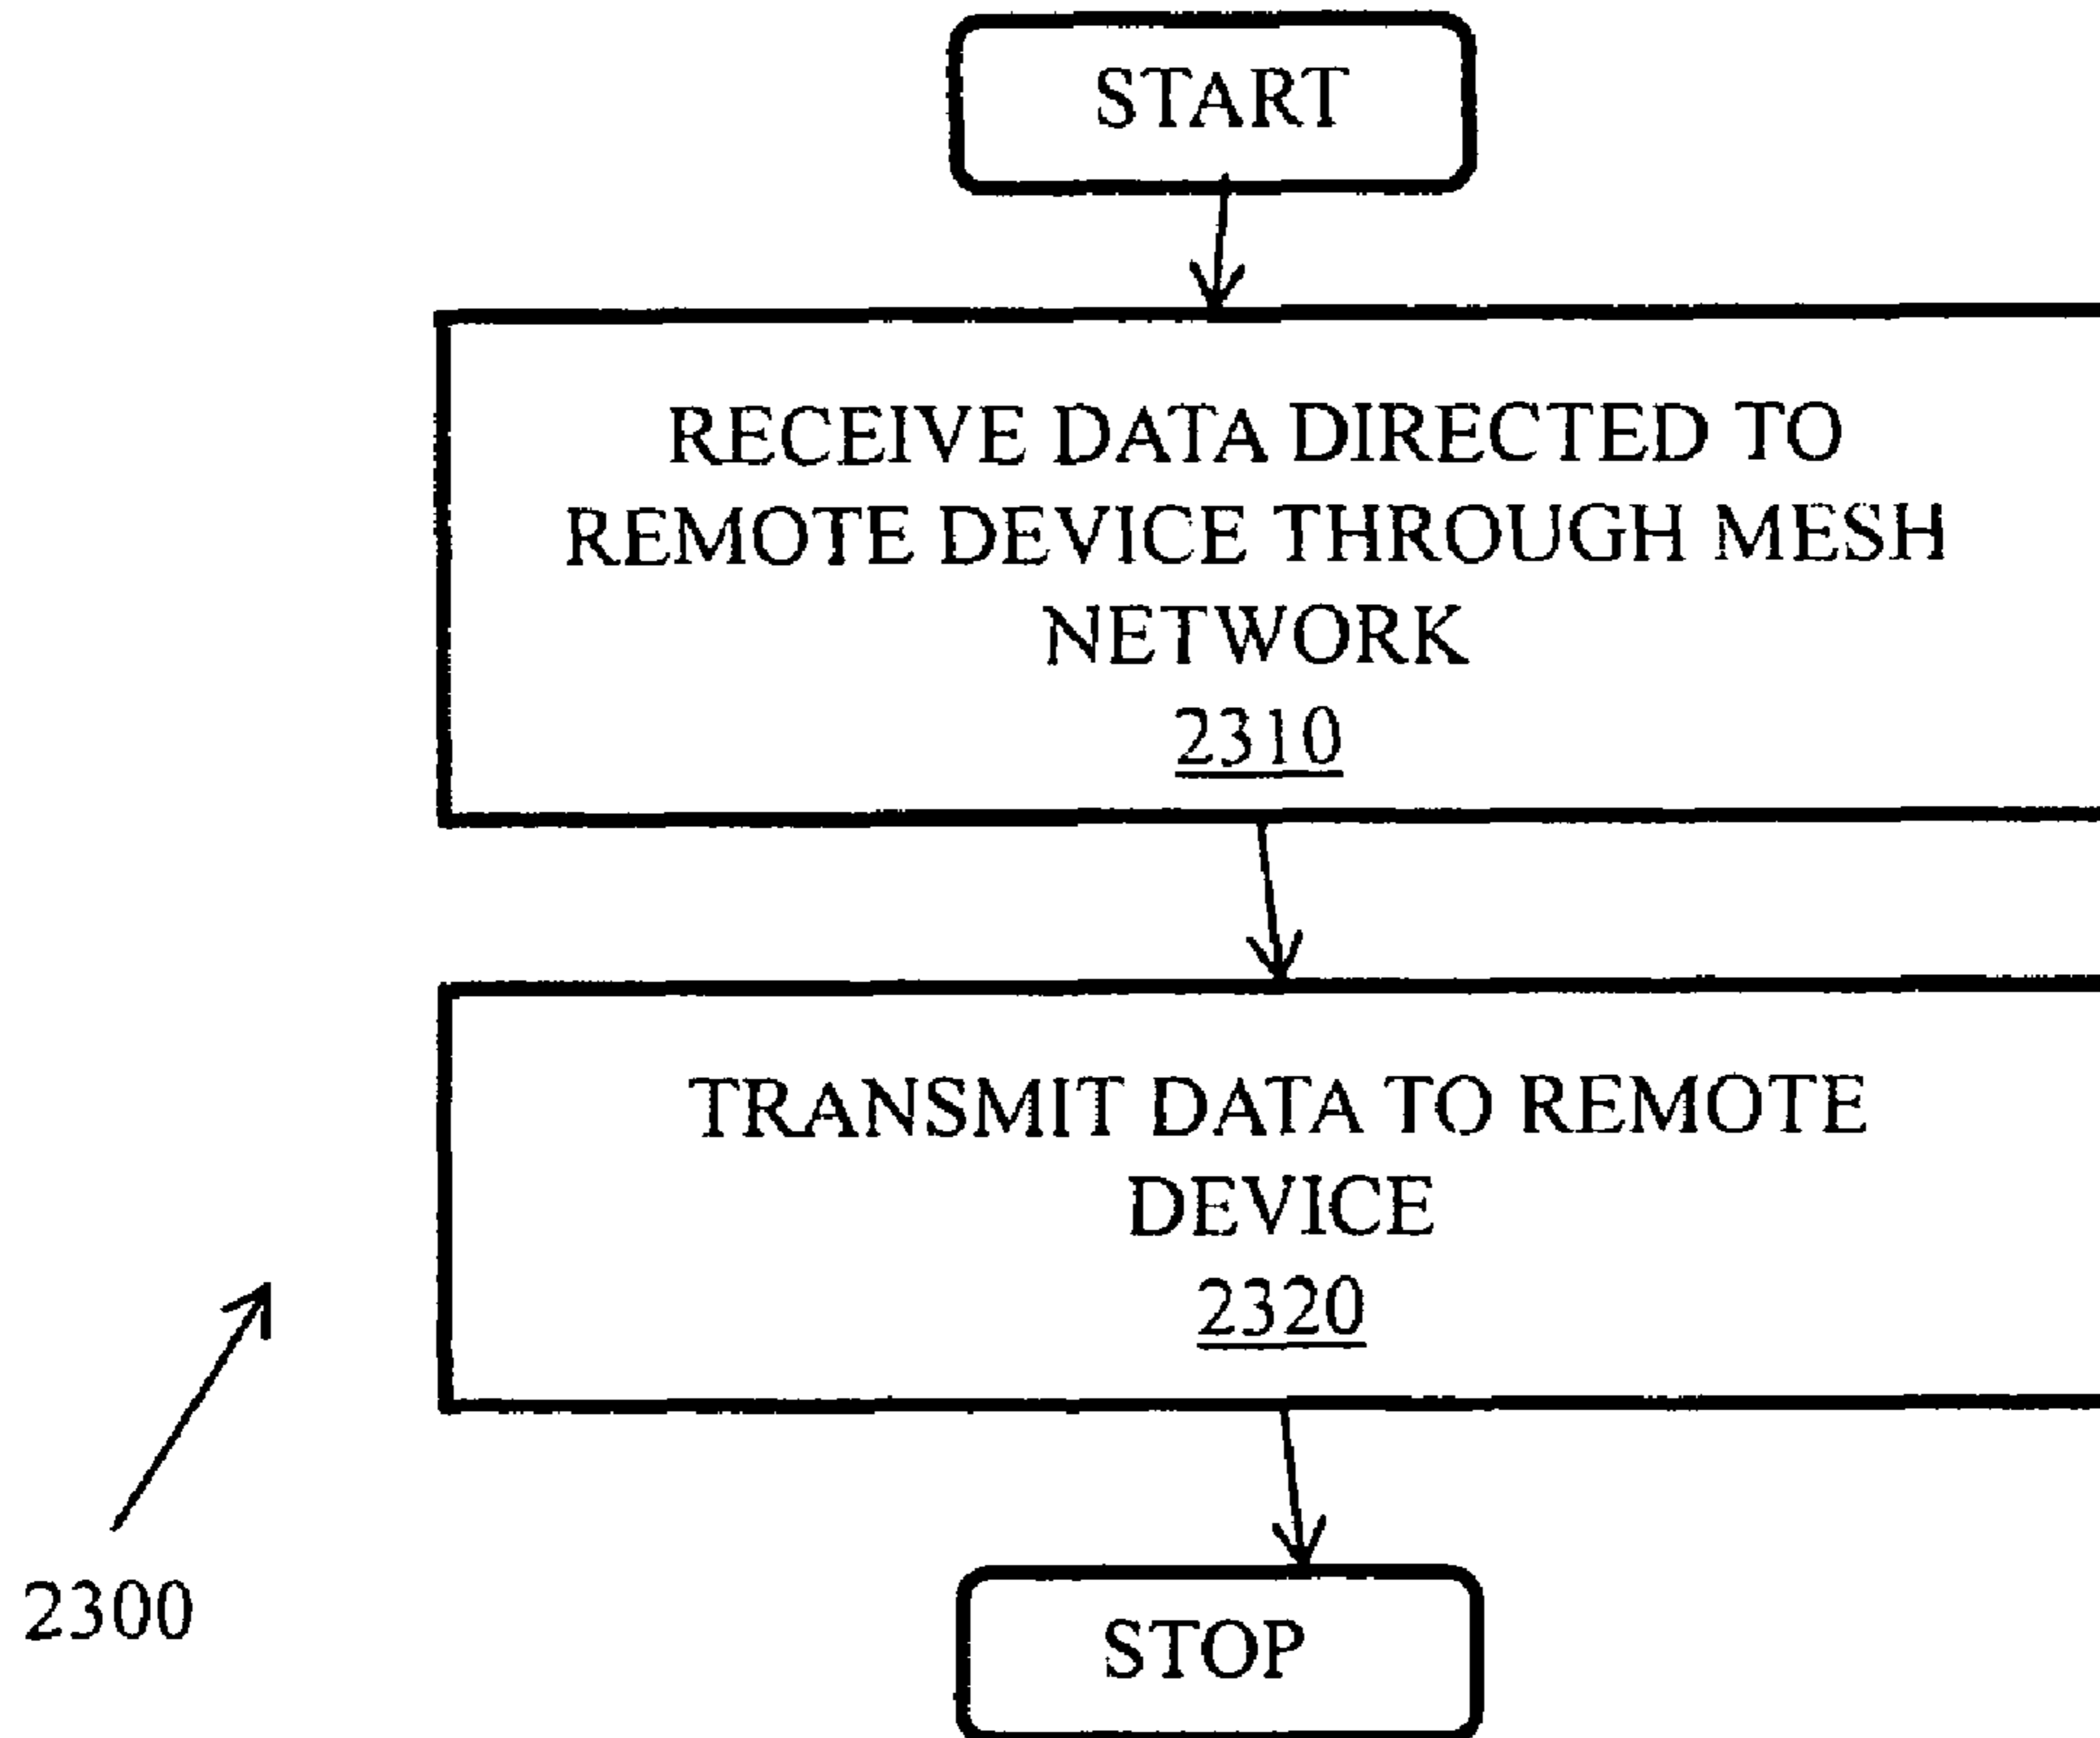 START
RECEIVE DATA DIRECTED TO
REMOTE DEVICE THROUGH MESH
NETWORK
2310
TRANSMIT DATA TO REMOTE
DEVICE
2320
2300
STOP